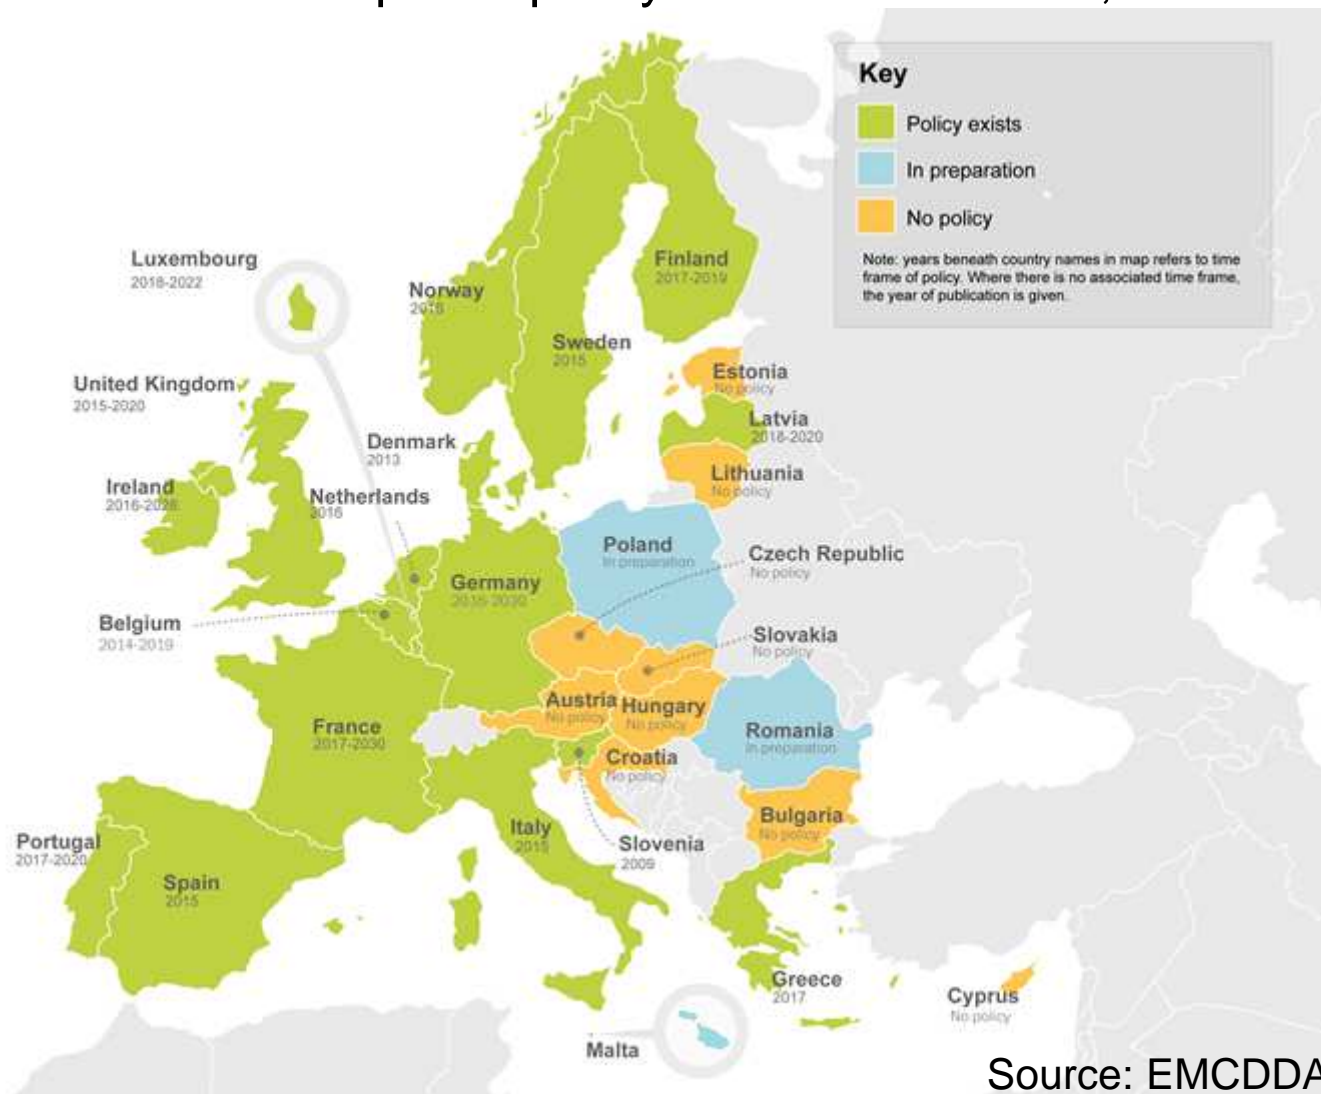 Key
Policy exists
In preparation
No policy
Note: years beneath country names in map refers to time
frame of policy. Where there is no associated time frame,
the year of publication is given.
Luxembourg
2018-2022
Finland
2017-2019
Norway
Sweden
2015
United Kingdom
2015-2020
Estonia
No policy
Latvia
2018-2020
Denmark
2013
Lithuania
No policy
Ireland
Netherlands
2016
Poland
In preparation
Czech Republic
No policy
Germany
Belgium
2014-2019
Slovakia
No policy
Austria
No policy
Hungary
No policy
France
2017-2030
Romania
In preparation
Croatia
No policy
Bulgaria
No policy
Italy
2015
Portugal
2017-2020
Slovenia
2009
Spain
2015
Greece
2017
Cyprus
No policy
Malta
Source: EMCDDA